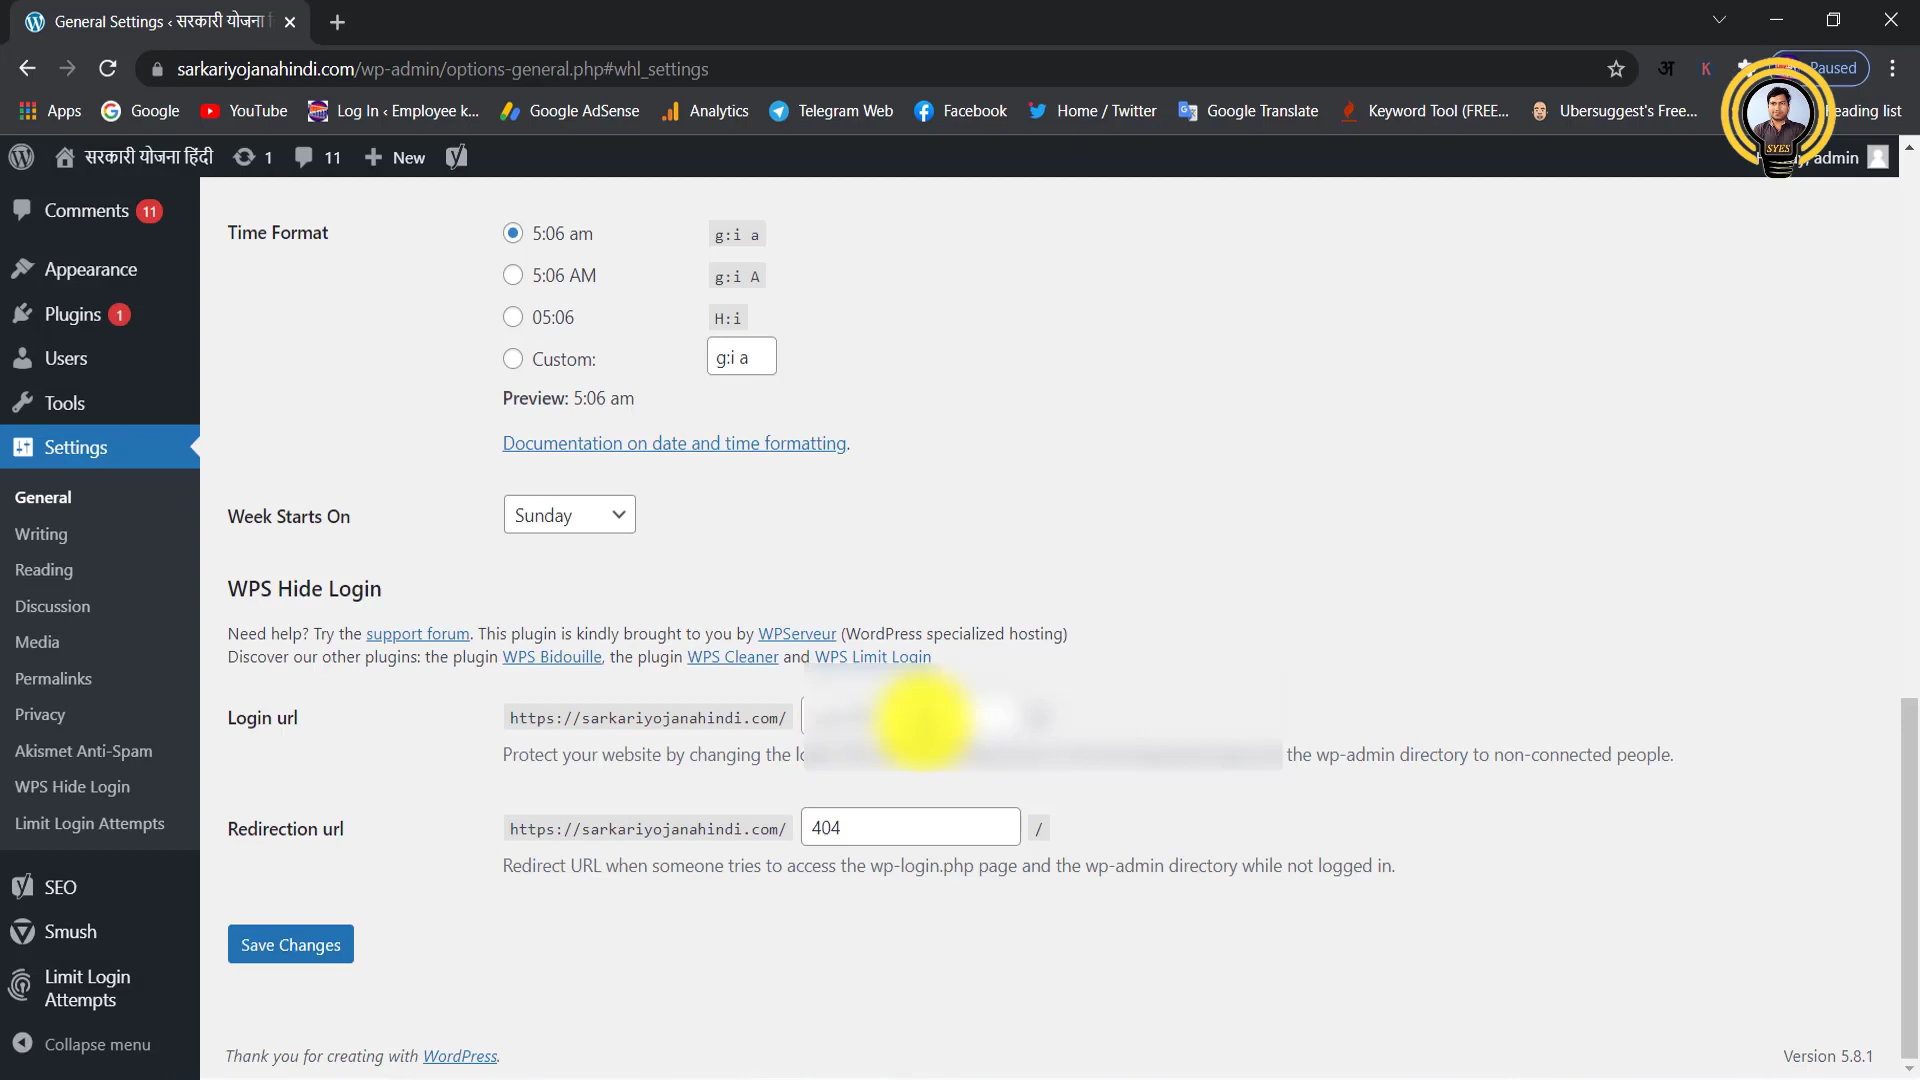 General Settings ‹ सरकारी योजना हि
sarkariyojanahindi.com/wp-admin/options-general.php#whl_settings
Paused
Apps
Google
YouTube
Log In ‹ Employee k...
Google AdSense
Analytics
Telegram Web
Facebook
Home / Twitter
Google Translate
Keyword Tool (FREE...
Ubersuggest's Free...
eading list
SYES
सरकारी योजना हिंदी
1
11
New
admin
Comments 11
Appearance
Plugins 1
Users
Tools
Settings
General
Writing
Reading
Discussion
Media
Permalinks
Privacy
Akismet Anti-Spam
WPS Hide Login
Limit Login Attempts
SEO
Smush
Limit Login
Attempts
Collapse menu
Time Format
5:06 am g:i a
5:06 AM g:i A
05:06 H:i
Custom: g:i a
Preview: 5:06 am
Documentation on date and time formatting.
Week Starts On Sunday
WPS Hide Login
Need help? Try the support forum. This plugin is kindly brought to you by WPServeur (WordPress specialized hosting)
Discover our other plugins: the plugin WPS Bidouille, the plugin WPS Cleaner and WPS Limit Login
Login url https://sarkariyojanahindi.com/
Protect your website by changing the the wp-admin directory to non-connected people.
Redirection url https://sarkariyojanahindi.com/ 404 /
Redirect URL when someone tries to access the wp-login.php page and the wp-admin directory while not logged in.
Save Changes
Thank you for creating with WordPress.
Version 5.8.1